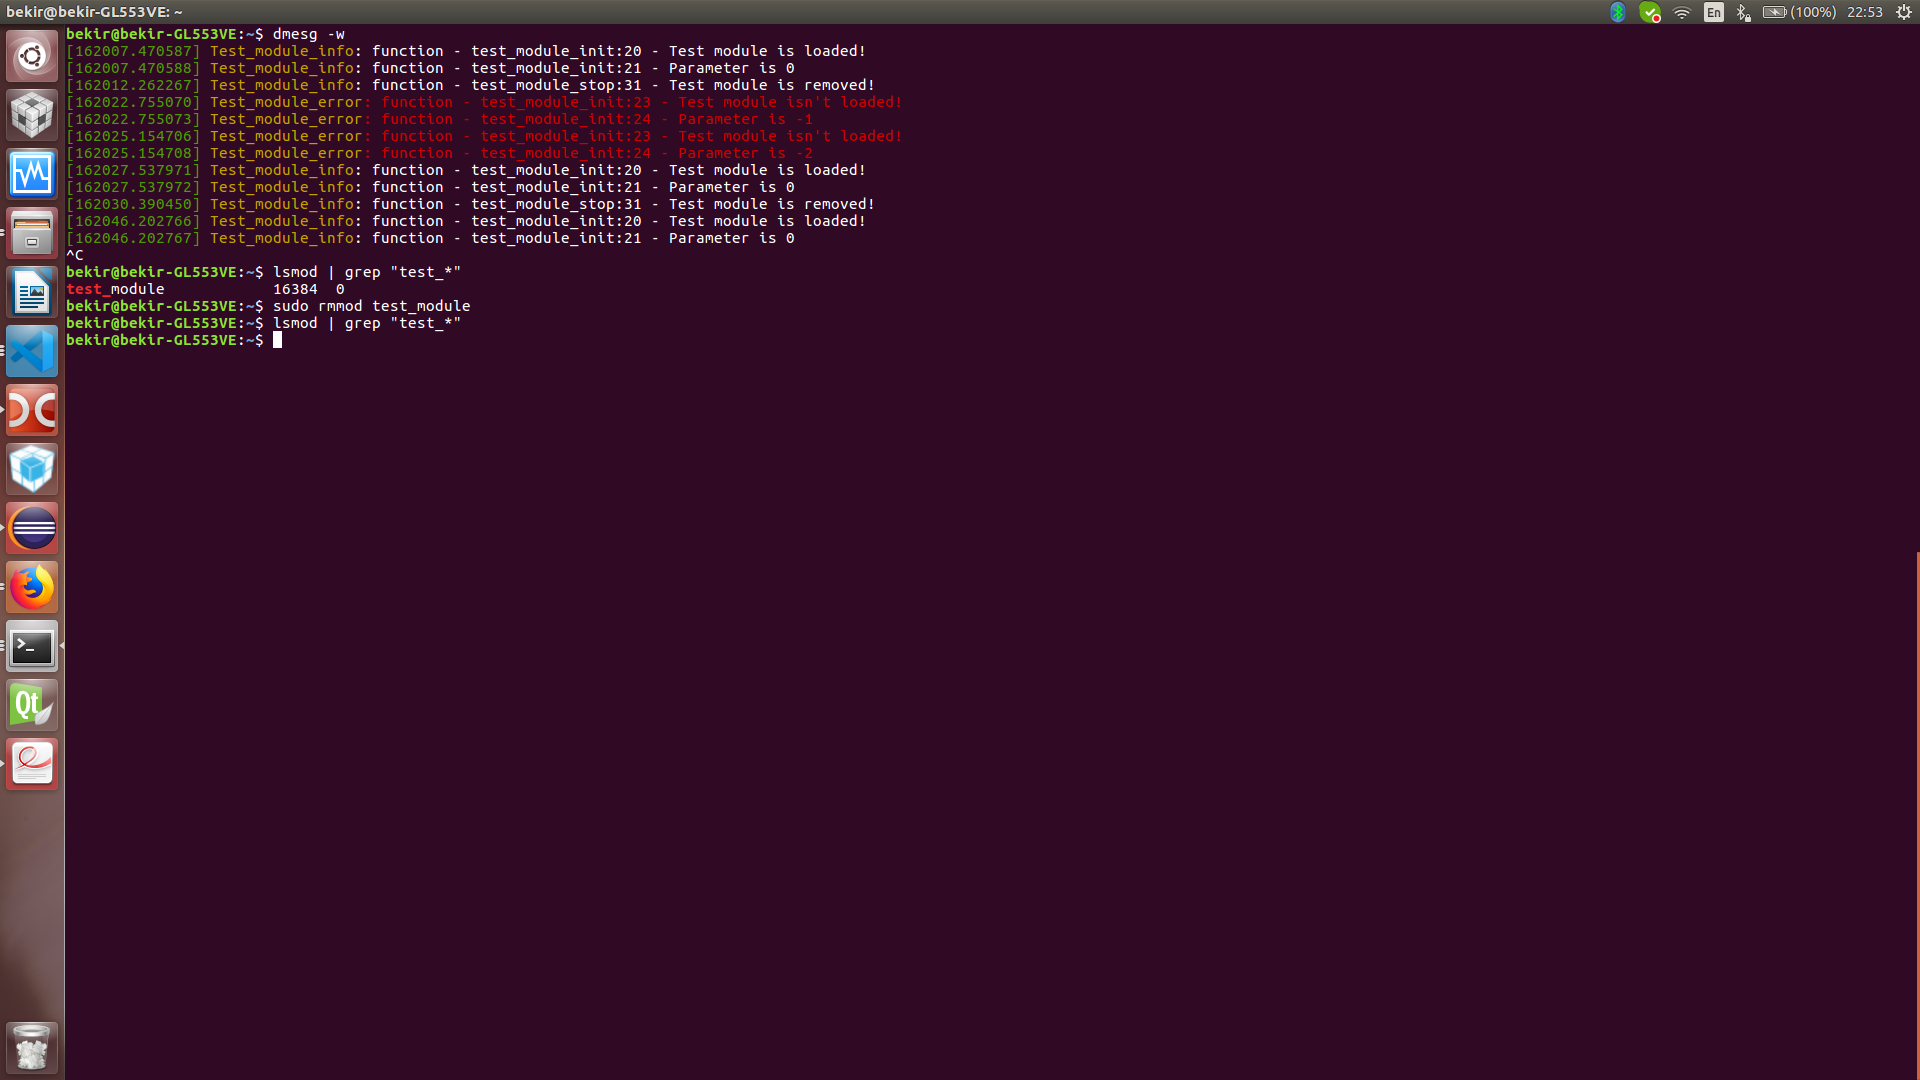 bekir@bekir-GL553VE: ~
En
(100%)
22:53
bekir@bekir-GL553VE:~$ dmesg -w
[162007.470587] Test_module_info: function - test_module_init:20 - Test module is loaded!
[162007.470588] Test_module_info: function - test_module_init:21 - Parameter is 0
[162012.262267] Test_module_info: function - test_module_stop:31 - Test module is removed!
[162022.755070] Test_module_error: function - test_module_init:23 - Test module isn't loaded!
[162022.755073] Test_module_error: function - test_module_init:24 - Parameter is -1
[162025.154706] Test_module_error: function - test_module_init:23 - Test module isn't loaded!
[162025.154708] Test_module_error: function - test_module_init:24 - Parameter is -2
[162027.537971] Test_module_info: function - test_module_init:20 - Test module is loaded!
[162027.537972] Test_module_info: function - test_module_init:21 - Parameter is 0
[162030.390450] Test_module_info: function - test_module_stop:31 - Test module is removed!
[162046.202766] Test_module_info: function - test_module_init:20 - Test module is loaded!
[162046.202767] Test_module_info: function - test_module_init:21 - Parameter is 0
^C
bekir@bekir-GL553VE:~$ lsmod | grep "test_*"
test_module            16384  0
bekir@bekir-GL553VE:~$ sudo rmmod test_module
bekir@bekir-GL553VE:~$ lsmod | grep "test_*"
bekir@bekir-GL553VE:~$
>_
Qt